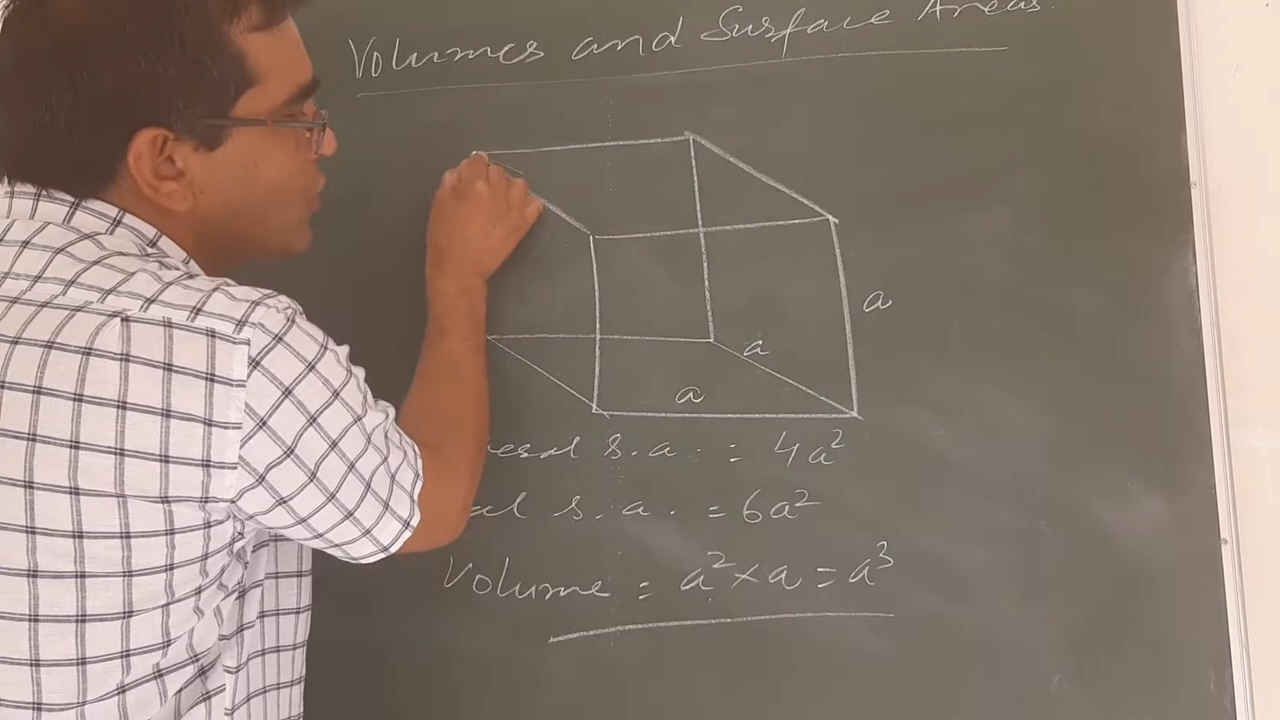 Volumes and Surface Areas
a
a
a
s.a. = 4a²
s.a. = 6a²
Volume = a² × a = a³